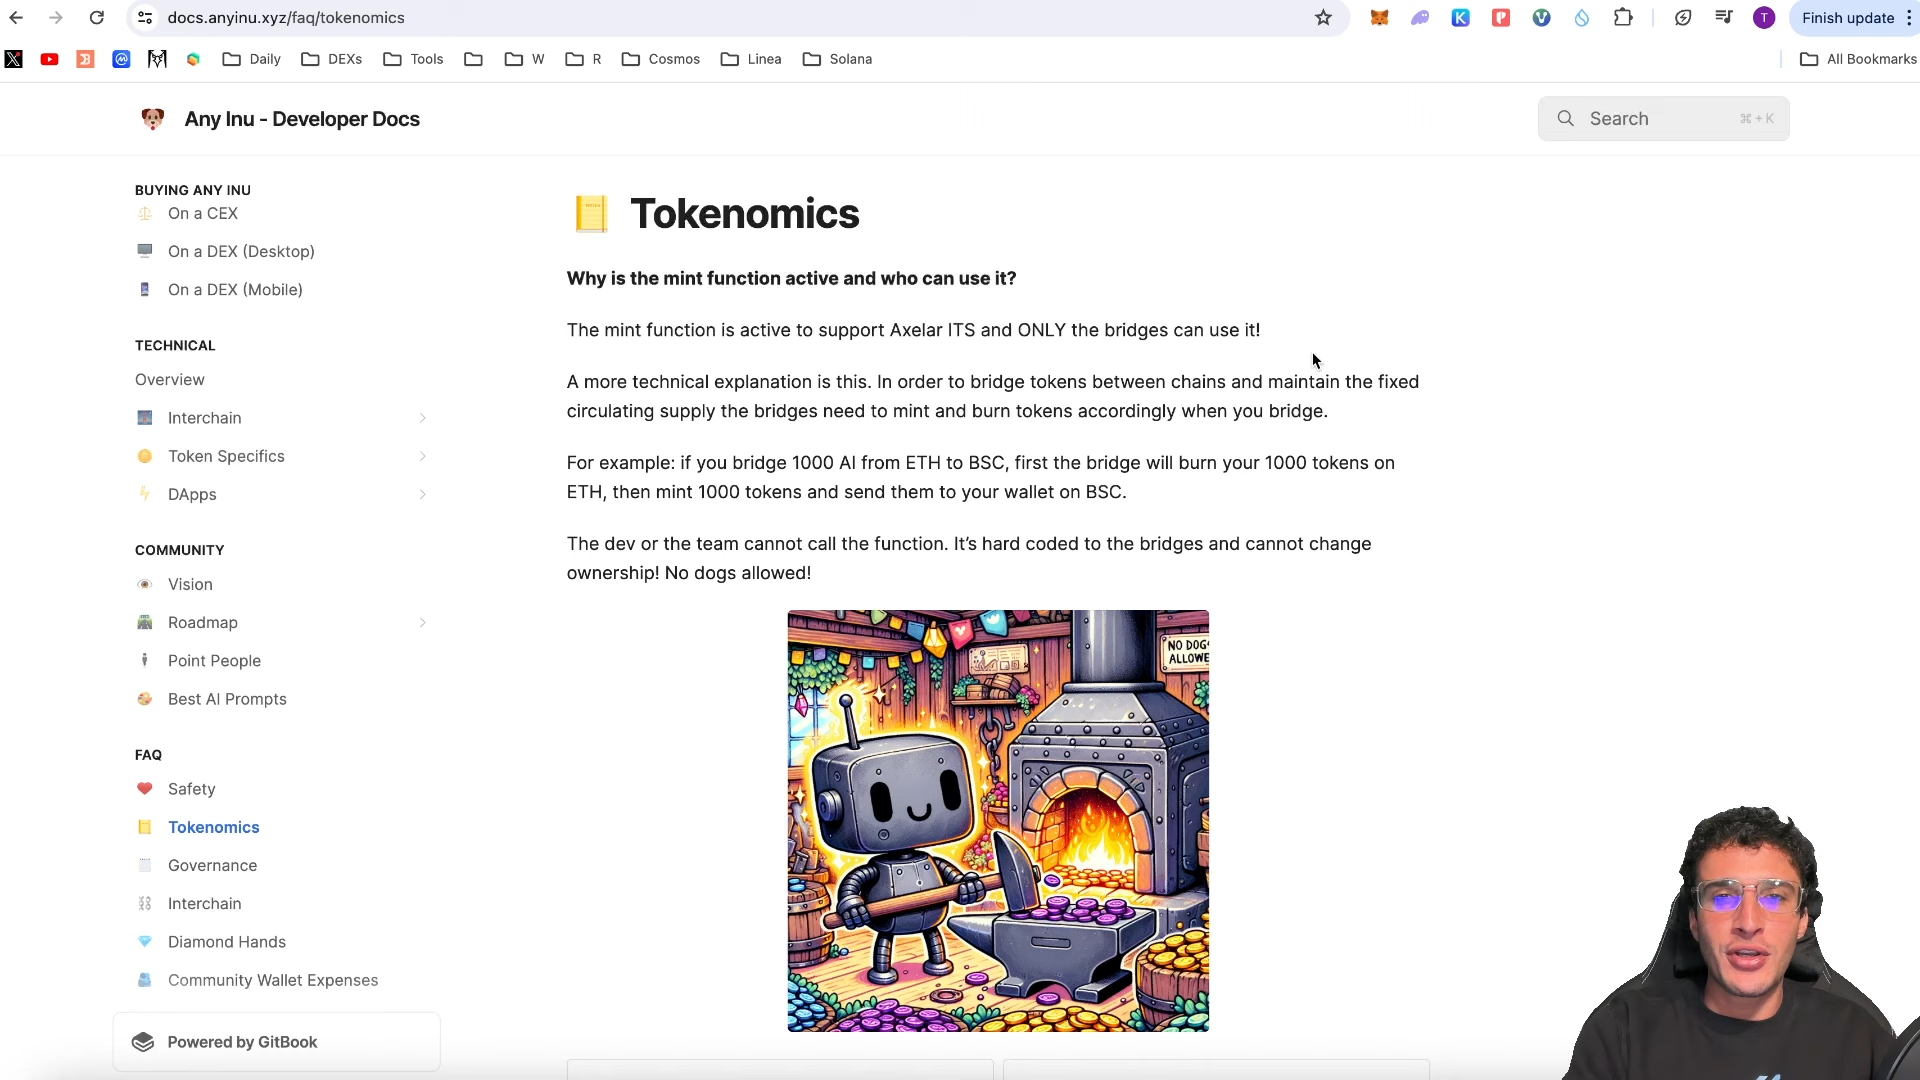 docs.anyinu.xyz/faq/tokenomics
T
Finish update
Daily
DEXs
Tools
W
R
Cosmos
Linea
Solana
All Bookmarks
Any Inu - Developer Docs
Search
⌘ + K
BUYING ANY INU
On a CEX
On a DEX (Desktop)
On a DEX (Mobile)
TECHNICAL
Overview
Interchain
Token Specifics
DApps
COMMUNITY
Vision
Roadmap
Point People
Best AI Prompts
FAQ
Safety
Tokenomics
Governance
Interchain
Diamond Hands
Community Wallet Expenses
Powered by GitBook
Tokenomics
Why is the mint function active and who can use it?
The mint function is active to support Axelar ITS and ONLY the bridges can use it!
A more technical explanation is this. In order to bridge tokens between chains and maintain the fixed
circulating supply the bridges need to mint and burn tokens accordingly when you bridge.
For example: if you bridge 1000 AI from ETH to BSC, first the bridge will burn your 1000 tokens on
ETH, then mint 1000 tokens and send them to your wallet on BSC.
The dev or the team cannot call the function. It's hard coded to the bridges and cannot change
ownership! No dogs allowed!
NO DOG
ALLOWE